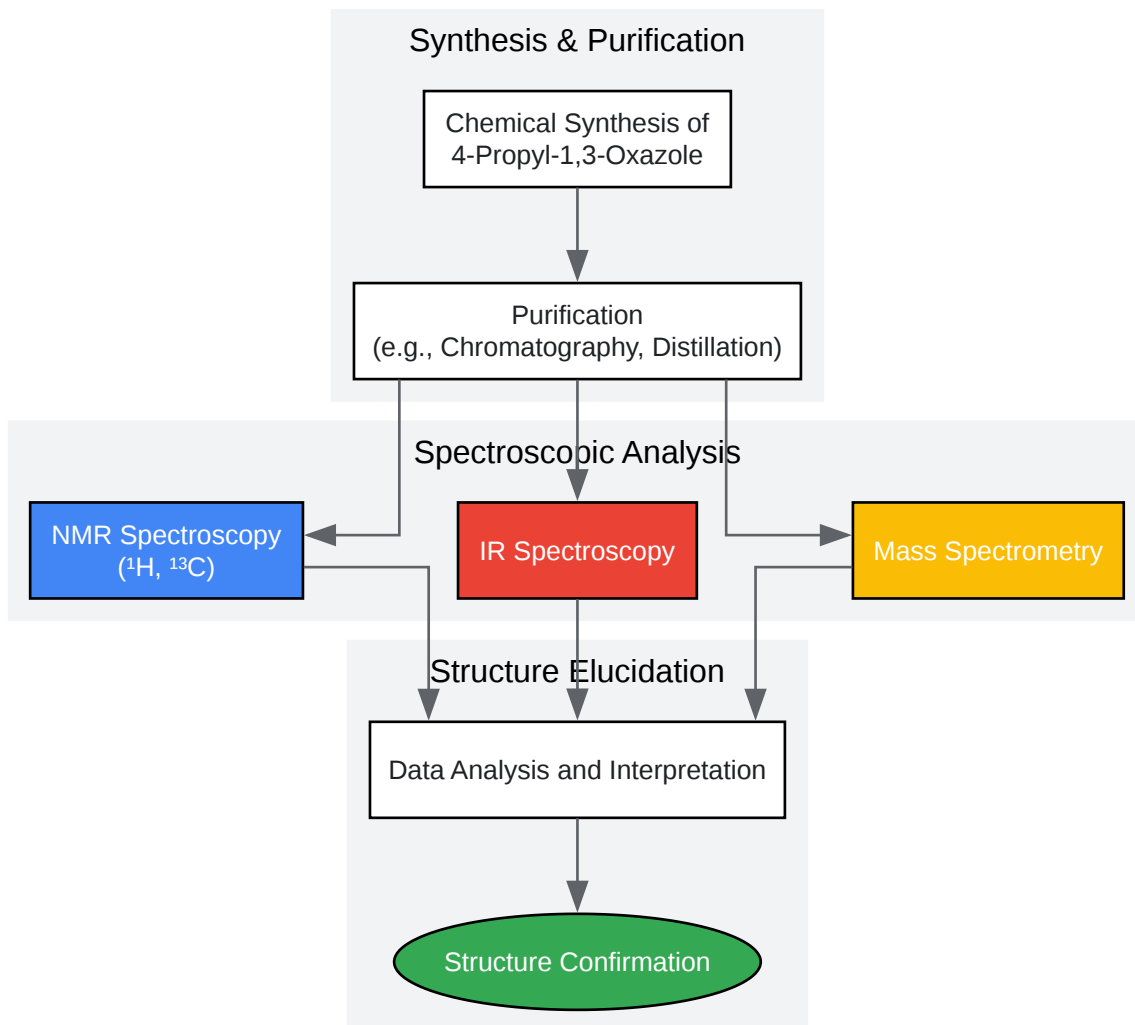 Synthesis & Purification
Chemical Synthesis of
4-Propyl-1,3-Oxazole
Purification
(e.g., Chromatography, Distillation)
Spectroscopic Analysis
NMR Spectroscopy
(¹H, ¹³C)
IR Spectroscopy
Mass Spectrometry
Structure Elucidation
Data Analysis and Interpretation
Structure Confirmation